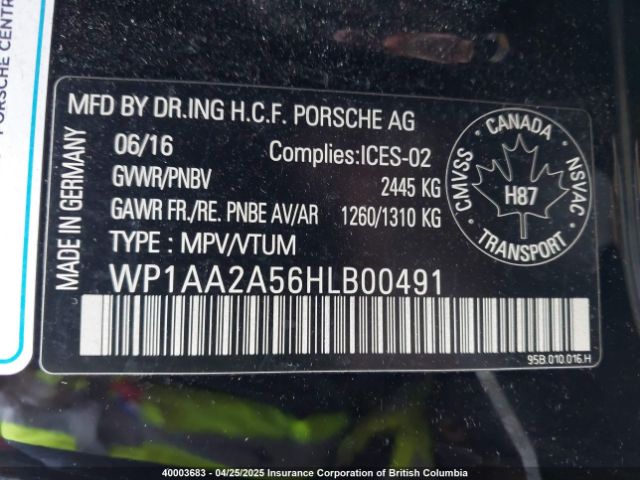 PORSCHE CENTR
MFD BY DR.ING H.C.F. PORSCHE AG
06/16 Complies:ICES-02
GVWR/PNBV 2445 KG
GAWR FR./RE. PNBE AV/AR 1260/1310 KG
TYPE : MPV/VTUM
WP1AA2A56HLB00491
MADE IN GERMANY
CANADA
CMVSS
NSVAC
H87
TRANSPORT
95B.010.016.H
40003683 - 04/25/2025 Insurance Corporation of British Columbia